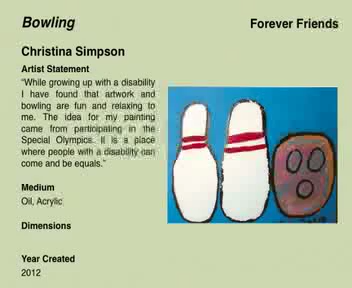 Bowling
Forever Friends
Christina Simpson
Artist Statement
“While growing up with a disability
I have found that artwork and
bowling are fun and relaxing to
me. The idea for my painting
came from participating in the
Special Olympics. It is a place
where people with a disability can
come and be equals.”
Medium
Oil, Acrylic
Dimensions
Year Created
2012